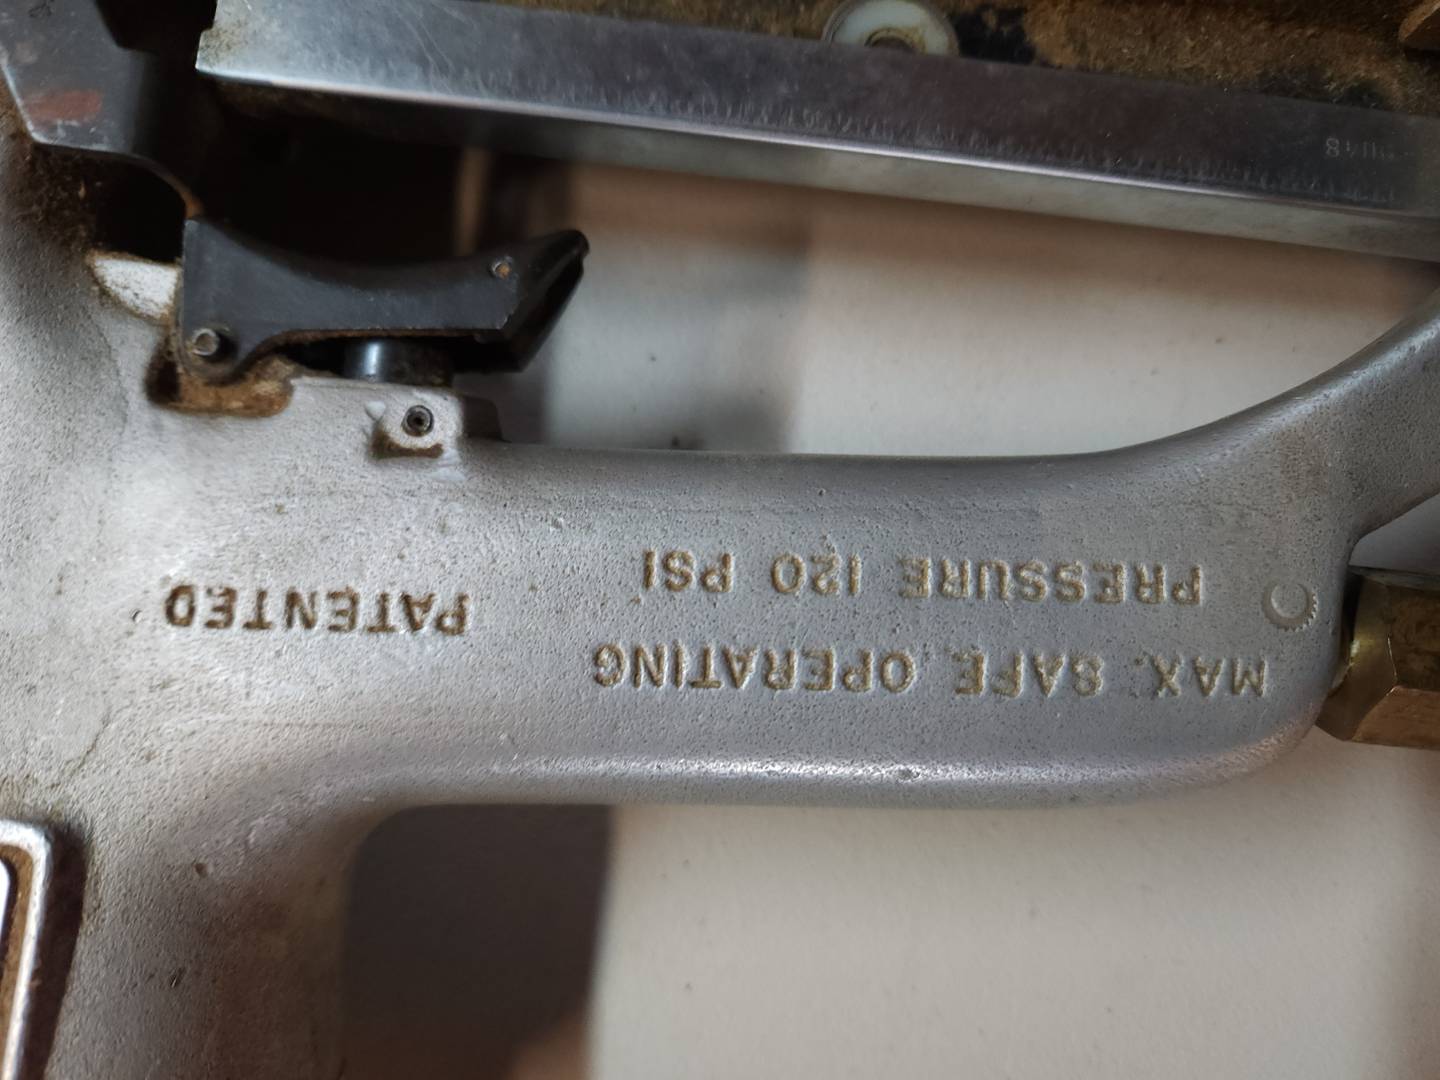 MAX. SAFE OPERATING
PRESSURE 120 PSI
PATENTED